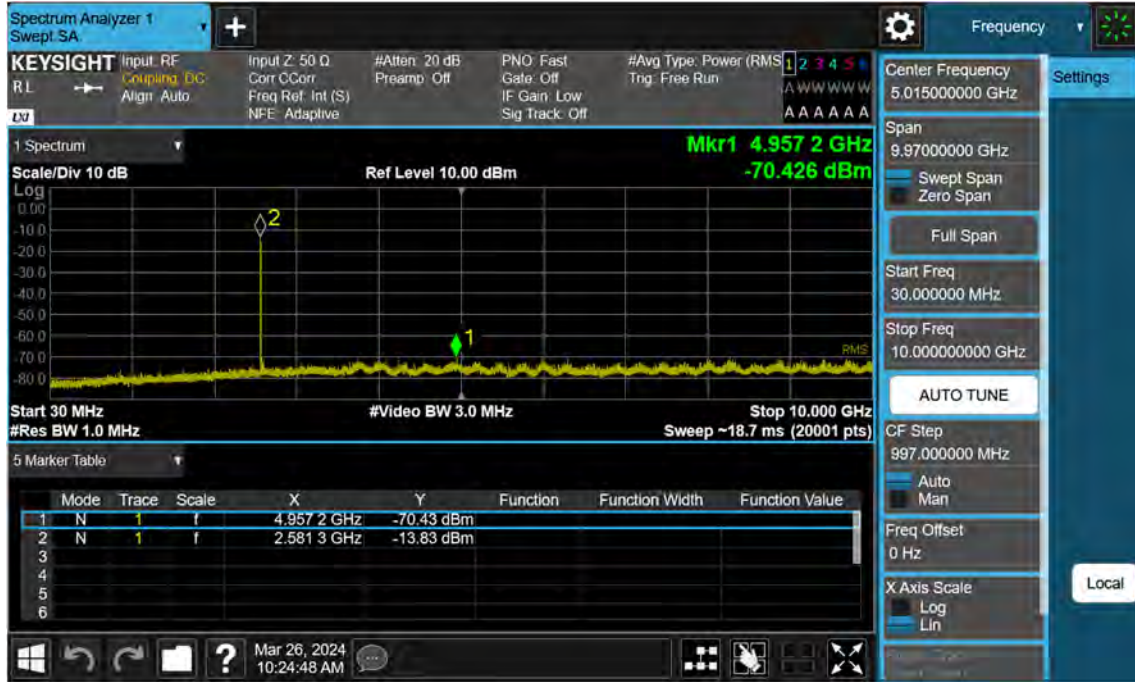 Spectrum Analyzer 1
Swept SA
+
Frequency
KEYSIGHT
RL
LXI
Input: RF
Coupling: DC
Align: Auto
Input Z: 50 Ω
Corr CCorr
Freq Ref: Int (S)
NFE: Adaptive
#Atten: 20 dB
Preamp: Off
PNO: Fast
Gate: Off
IF Gain: Low
Sig Track: Off
#Avg Type: Power (RMS
Trig: Free Run
1 2 3 4 5 6
A W W W W W
A A A A A A
1 Spectrum
Mkr1 4.957 2 GHz
Scale/Div 10 dB
Ref Level 10.00 dBm
-70.426 dBm
Log
0.00
-10.0
-20.0
-30.0
-40.0
-50.0
-60.0
-70.0
-80.0
2
1
RMS
Start 30 MHz
#Video BW 3.0 MHz
Stop 10.000 GHz
#Res BW 1.0 MHz
Sweep ~18.7 ms (20001 pts)
5 Marker Table
Mode Trace Scale X Y Function Function Width Function Value
1 N 1 f 4.957 2 GHz -70.43 dBm
2 N 1 f 2.581 3 GHz -13.83 dBm
3
4
5
6
?
Mar 26, 2024
10:24:48 AM
Center Frequency
5.015000000 GHz
Settings
Span
9.97000000 GHz
Swept Span
Zero Span
Full Span
Start Freq
30.000000 MHz
Stop Freq
10.000000000 GHz
AUTO TUNE
CF Step
997.000000 MHz
Auto
Man
Freq Offset
0 Hz
X Axis Scale
Log
Lin
Local